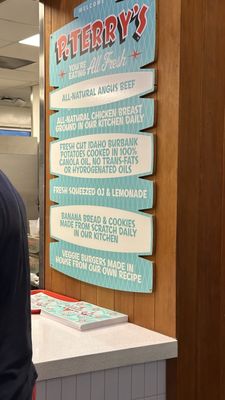 WELCOME TO
P. TERRY'S
YOU'RE
EATING All Fresh
ALL-NATURAL ANGUS BEEF
ALL-NATURAL CHICKEN BREAST
GROUND IN OUR KITCHEN DAILY
FRESH CUT IDAHO BURBANK
POTATOES COOKED IN 100%
CANOLA OIL, NO TRANS-FATS
OR HYDROGENATED OILS
FRESH SQUEEZED OJ & LEMONADE
BANANA BREAD & COOKIES
MADE FROM SCRATCH DAILY
IN OUR KITCHEN
VEGGIE BURGERS MADE IN
HOUSE FROM OUR OWN RECIPE